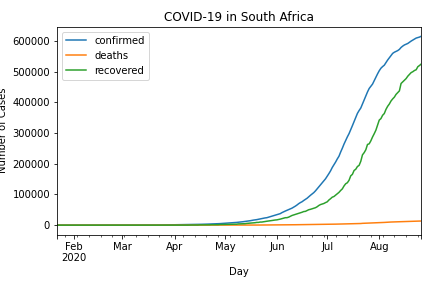 COVID-19 in South Africa
confirmed
deaths
recovered
600000
500000
400000
300000
200000
100000
0
Number of Cases
Feb Mar Apr May Jun Jul Aug
2020
Day